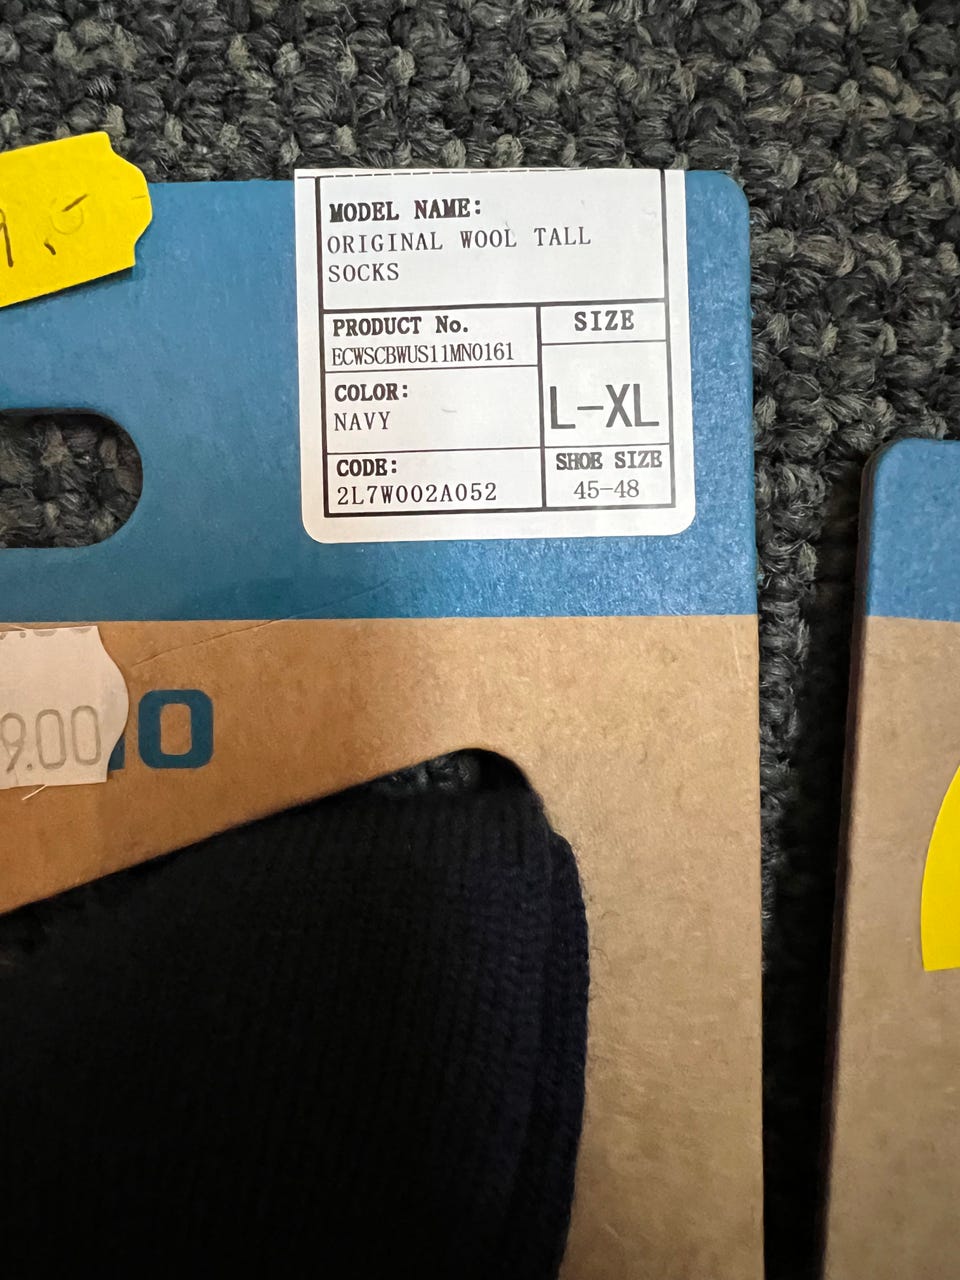 9.-
MODEL NAME:
ORIGINAL WOOL TALL
SOCKS
PRODUCT No.
ECWSCBWUS11MN0161
SIZE
L-XL
COLOR:
NAVY
CODE:
2L7W002A052
SHOE SIZE
45-48
9.00
O